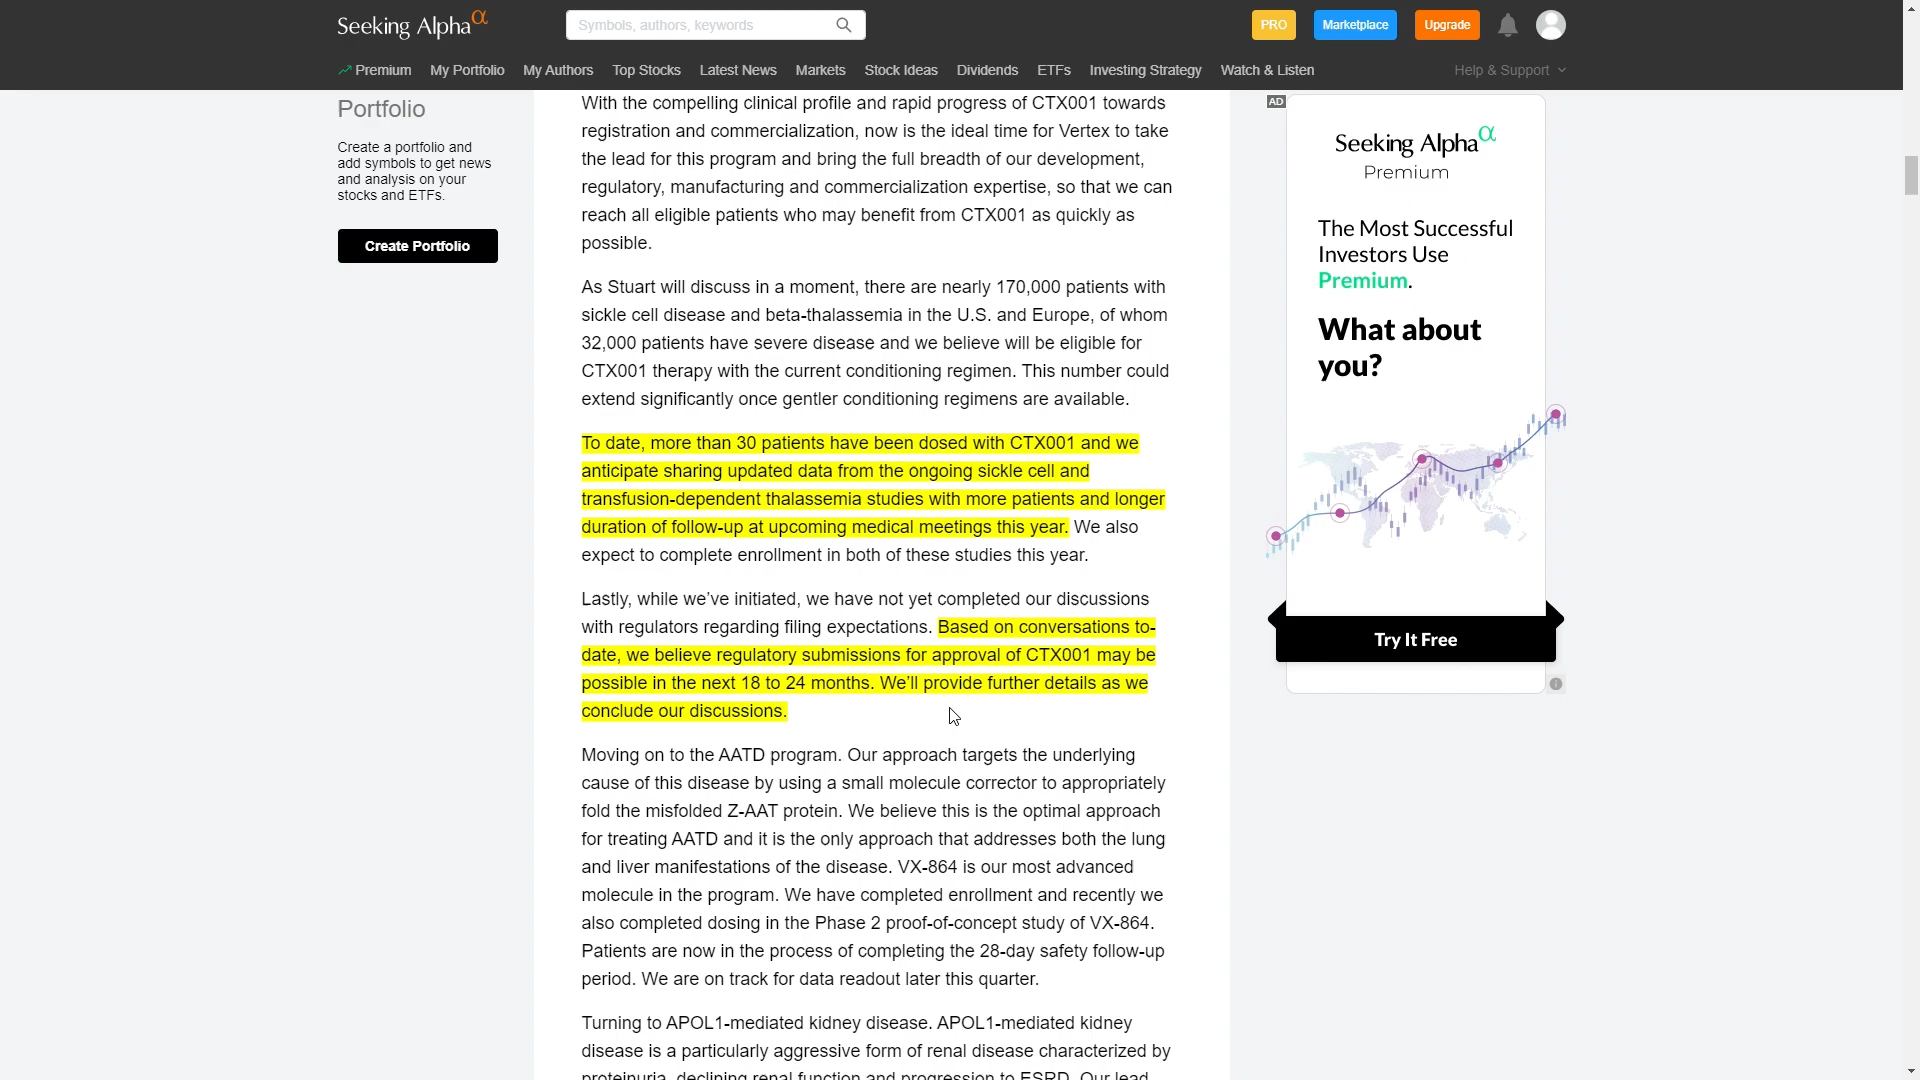 Seeking Alpha α
Symbols, authors, keywords
PRO
Marketplace
Upgrade
Premium
My Portfolio
My Authors
Top Stocks
Latest News
Markets
Stock Ideas
Dividends
ETFs
Investing Strategy
Watch & Listen
Help & Support
Portfolio
Create a portfolio and
add symbols to get news
and analysis on your
stocks and ETFs.
Create Portfolio
With the compelling clinical profile and rapid progress of CTX001 towards
registration and commercialization, now is the ideal time for Vertex to take
the lead for this program and bring the full breadth of our development,
regulatory, manufacturing and commercialization expertise, so that we can
reach all eligible patients who may benefit from CTX001 as quickly as
possible.
As Stuart will discuss in a moment, there are nearly 170,000 patients with
sickle cell disease and beta-thalassemia in the U.S. and Europe, of whom
32,000 patients have severe disease and we believe will be eligible for
CTX001 therapy with the current conditioning regimen. This number could
extend significantly once gentler conditioning regimens are available.
To date, more than 30 patients have been dosed with CTX001 and we
anticipate sharing updated data from the ongoing sickle cell and
transfusion-dependent thalassemia studies with more patients and longer
duration of follow-up at upcoming medical meetings this year. We also
expect to complete enrollment in both of these studies this year.
Lastly, while we’ve initiated, we have not yet completed our discussions
with regulators regarding filing expectations. Based on conversations to-
date, we believe regulatory submissions for approval of CTX001 may be
possible in the next 18 to 24 months. We’ll provide further details as we
conclude our discussions.
Moving on to the AATD program. Our approach targets the underlying
cause of this disease by using a small molecule corrector to appropriately
fold the misfolded Z-AAT protein. We believe this is the optimal approach
for treating AATD and it is the only approach that addresses both the lung
and liver manifestations of the disease. VX-864 is our most advanced
molecule in the program. We have completed enrollment and recently we
also completed dosing in the Phase 2 proof-of-concept study of VX-864.
Patients are now in the process of completing the 28-day safety follow-up
period. We are on track for data readout later this quarter.
Turning to APOL1-mediated kidney disease. APOL1-mediated kidney
disease is a particularly aggressive form of renal disease characterized by
proteinuria, declining renal function and progression to ESRD. Our lead
AD
Seeking Alpha α
Premium
The Most Successful
Investors Use
Premium.
What about
you?
Try It Free